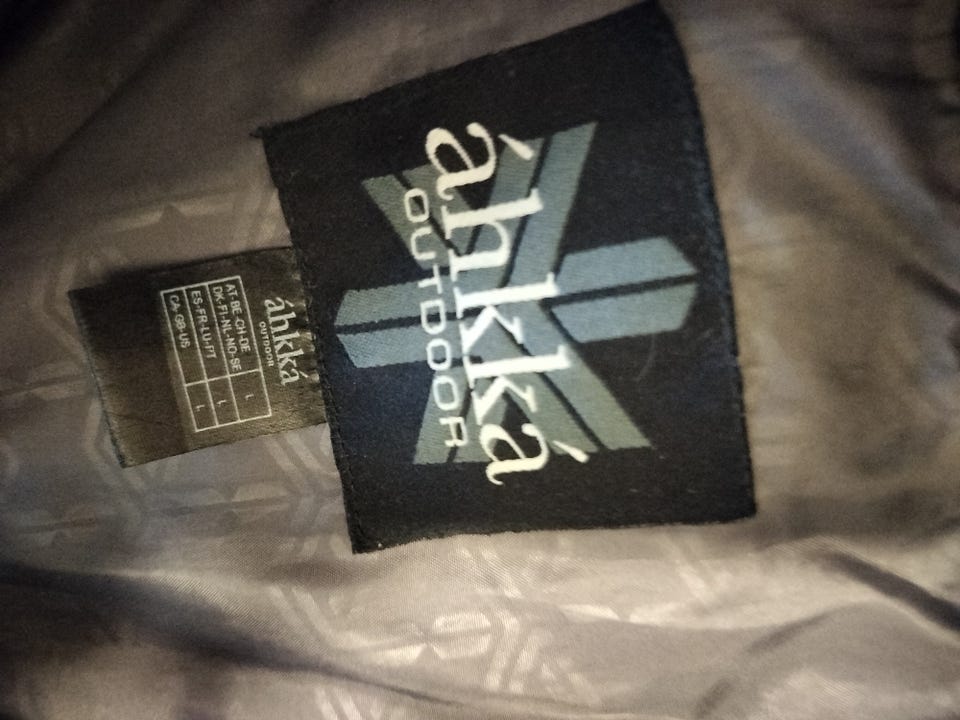 áhkká
OUTDOOR
áhkká
OUTDOOR
AT-BE-CH-DE
DK-FI-NL-NO-SE L
ES-FR-LU-PT L
CA-GB-US L